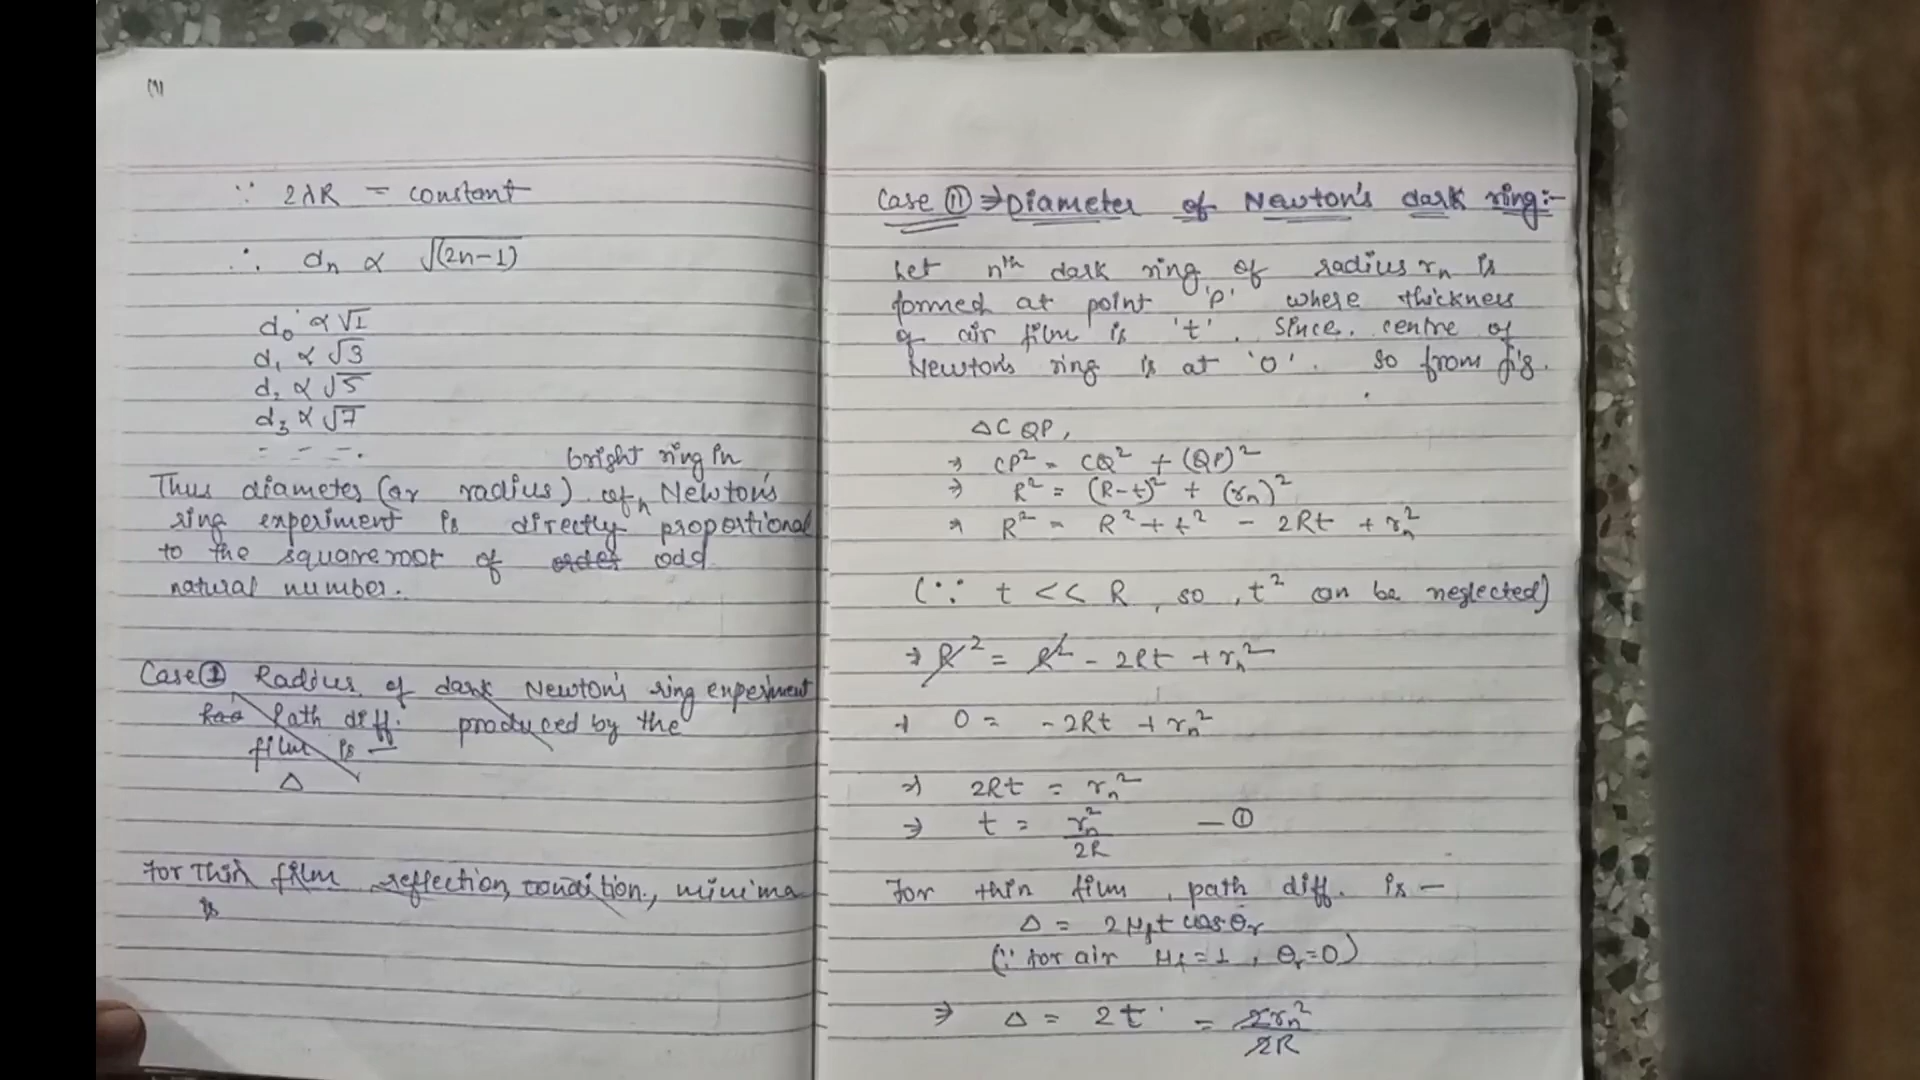 (1)
∵ 2λR = constant
∴ dn ∝ √(2n-1)
d0 ∝ √1
d1 ∝ √3
d2 ∝ √5
d3 ∝ √7
- - - .
bright ring in
Thus diameter (or radius) of Newton's
ring experiment is directly proportional
to the square root of order odd
natural number.
Case ① Radius of dark Newton's ring experiment
Path diff. produced by the
film is —
Δ
For Thin film reflection, condition, minima
is
Case ② ⇒ Diameter of Newton's dark ring:-
Let nth dark ring of radius rn is
formed at point 'P' where thickness
of air film is 't'. Since, centre of
Newton's ring is at 'O'. So from fig.
ΔCQP,
⇒ CP² = CQ² + (QP)²
⇒ R² = (R-t)² + (rn)²
⇒ R² = R² + t² - 2Rt + rn²
(∵ t << R, so, t² can be neglected)
⇒ R² = R² - 2Rt + rn²
⇒ 0 = -2Rt + rn²
⇒ 2Rt = rn²
⇒ t = rn²/2R — ①
For thin film, path diff. is —
Δ = 2μft cosθr
(∵ for air μf = 1, θr = 0)
⇒ Δ = 2t = 2rn²/2R